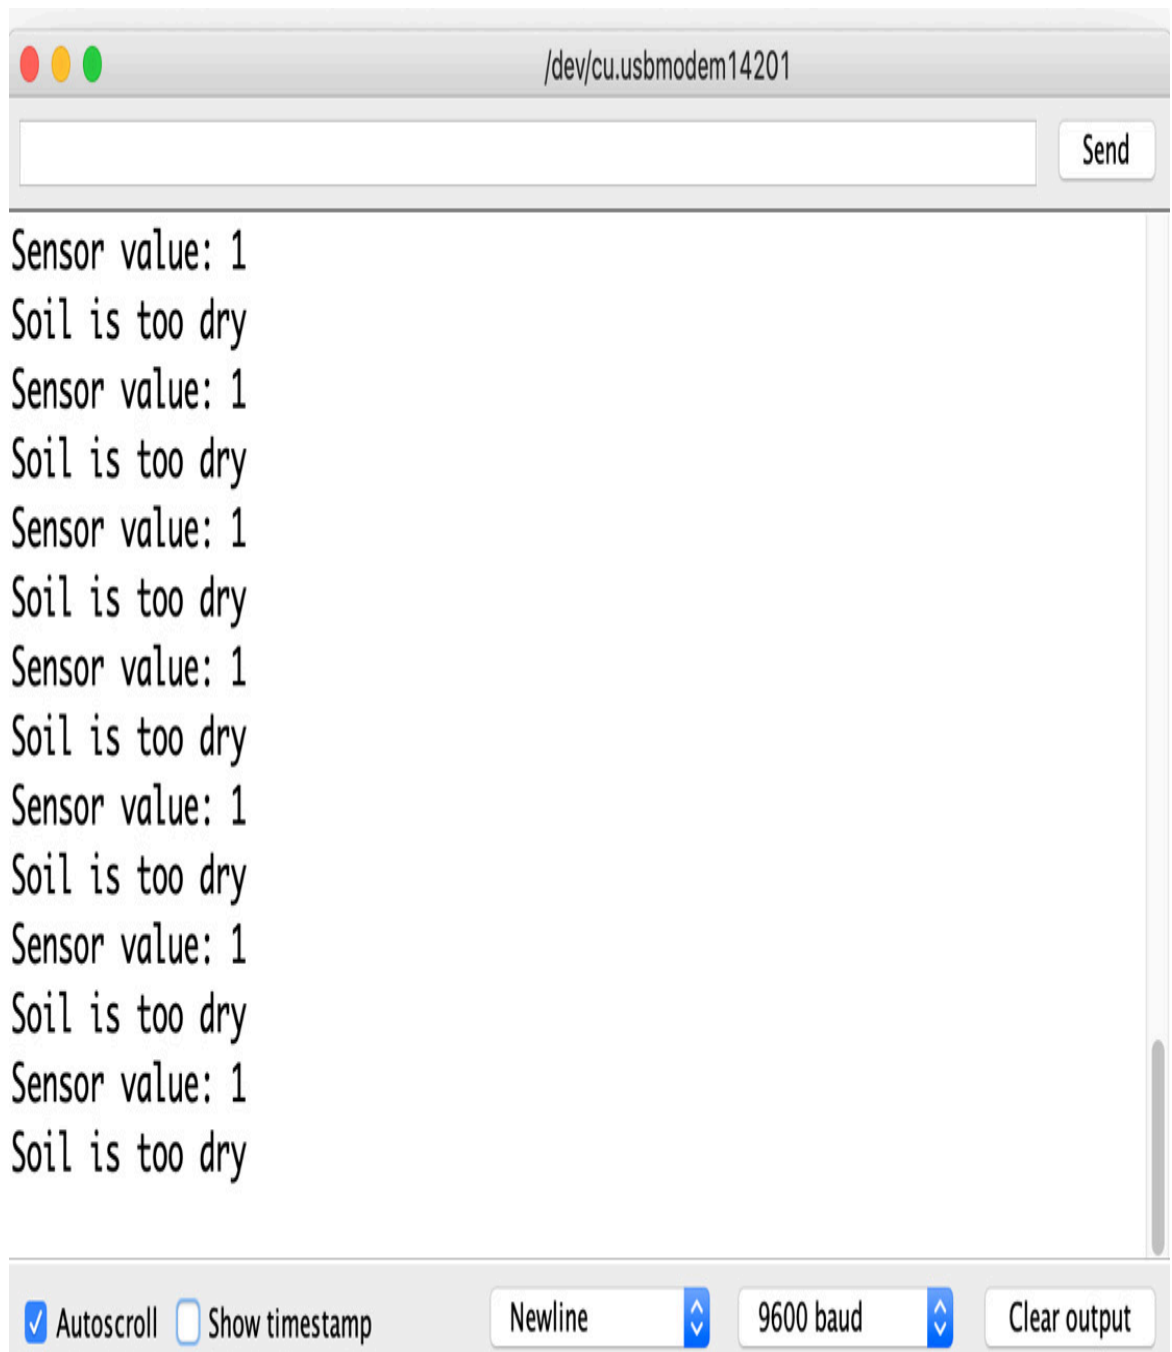 /dev/cu.usbmodem14201
Send
Sensor value: 1
Soil is too dry
Sensor value: 1
Soil is too dry
Sensor value: 1
Soil is too dry
Sensor value: 1
Soil is too dry
Sensor value: 1
Soil is too dry
Sensor value: 1
Soil is too dry
Sensor value: 1
Soil is too dry
Autoscroll Show timestamp Newline 9600 baud Clear output